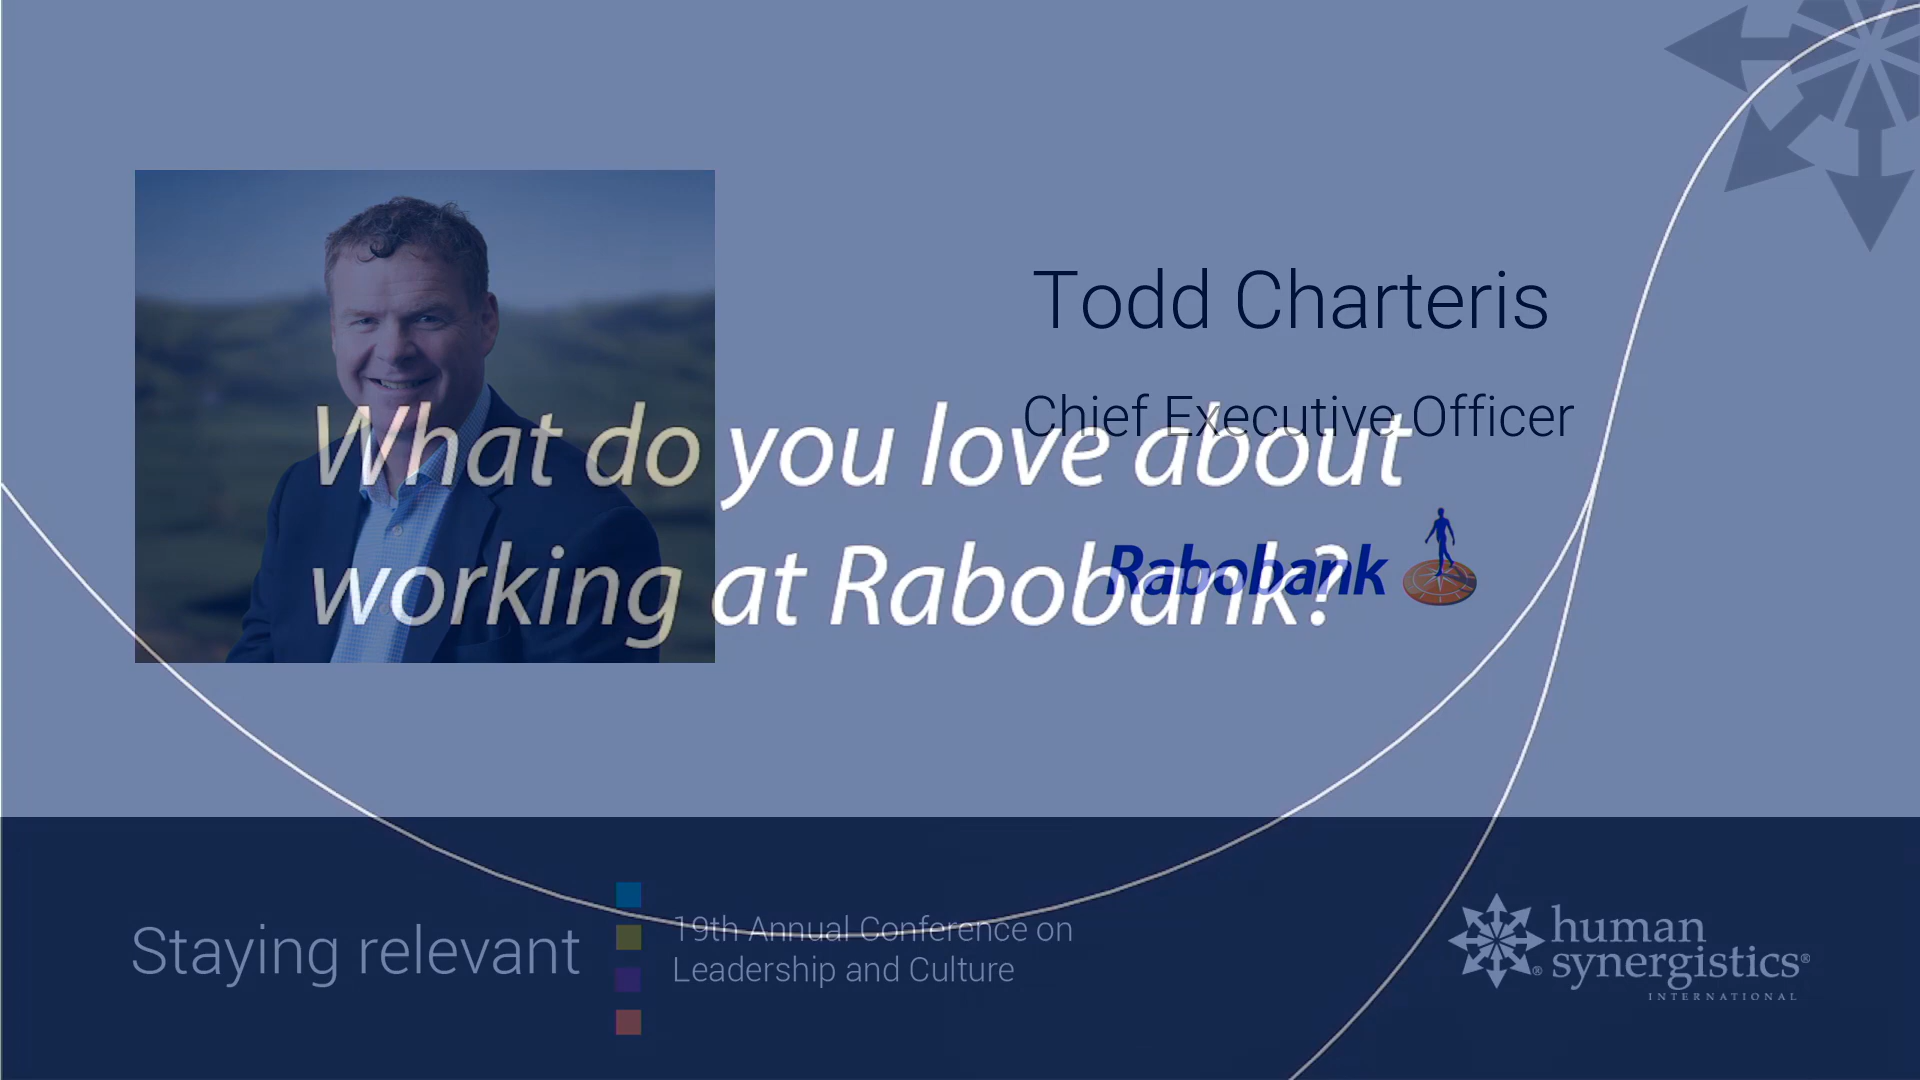 Todd Charteris
Chief Executive Officer
What do you love about
working at Rabobank?
Rabobank
Staying relevant
19th Annual Conference on
Leadership and Culture
human
synergistics®
INTERNATIONAL
®